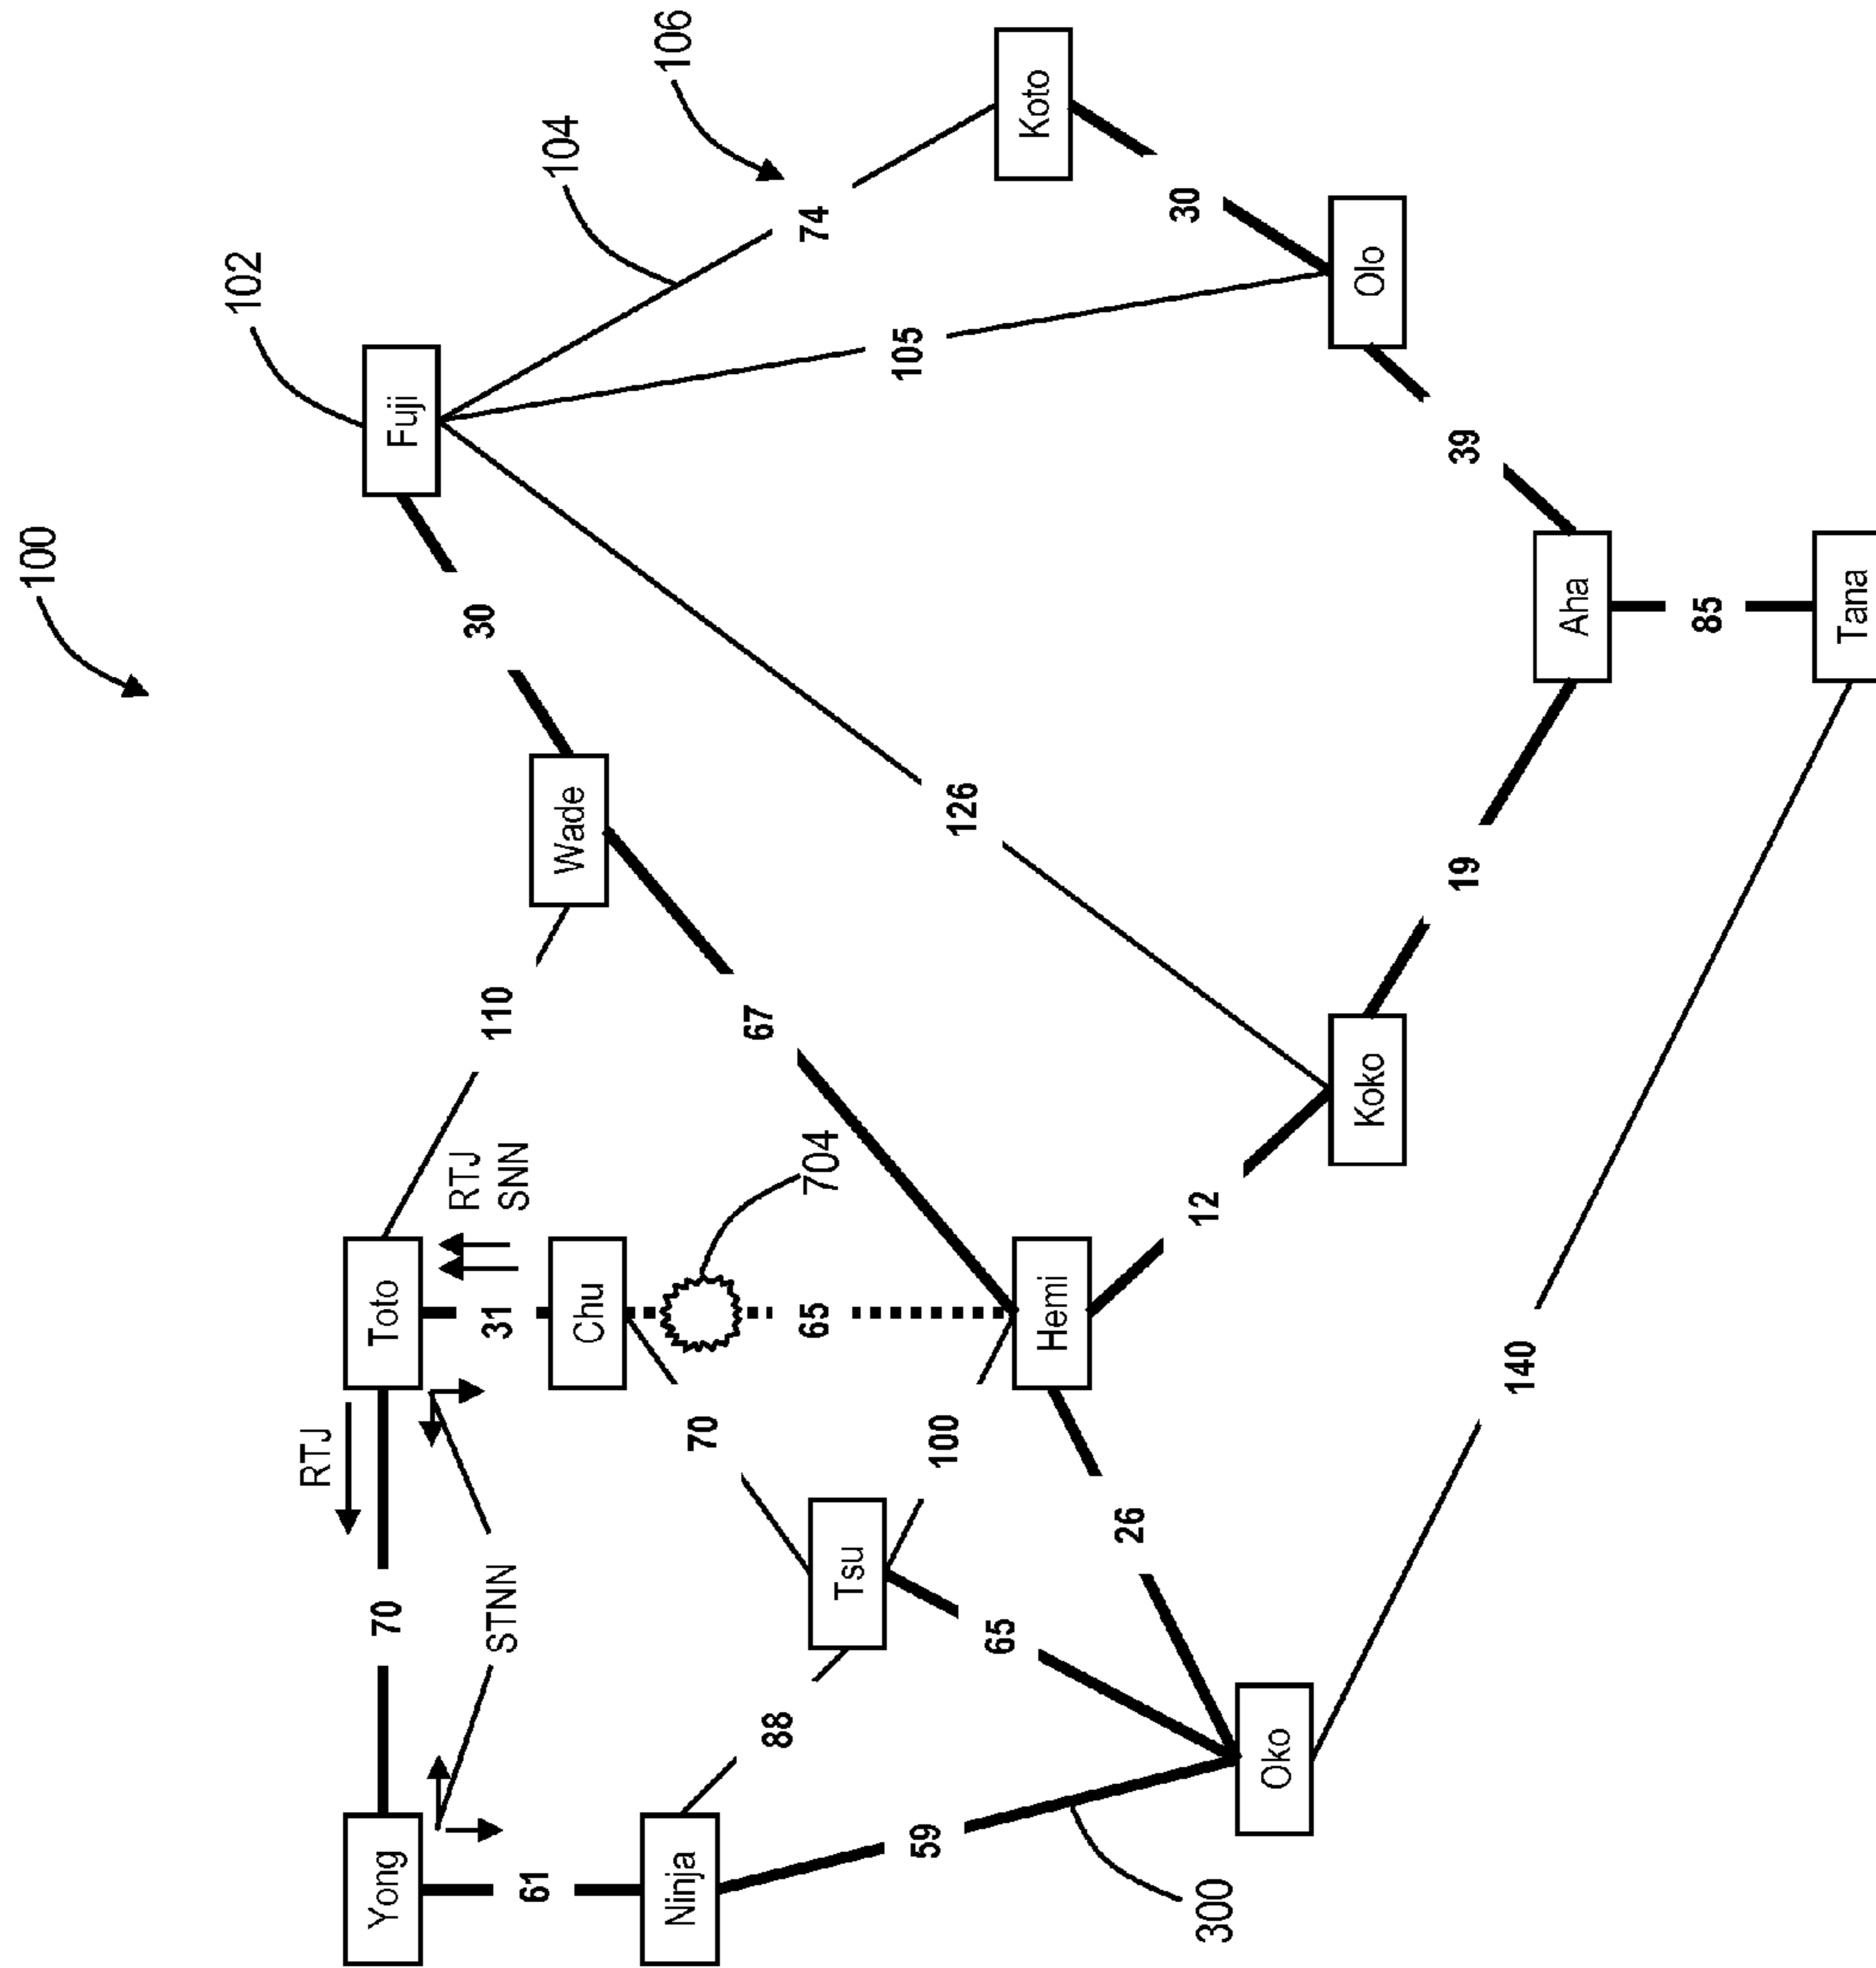 100
102
104
106
Fuji
74
Koto
30
Wade
30
105
Olo
110
Toto
RTJ
SNN
RTJ
31
Chu
67
126
39
70
Yong
STNN
704
65
Hemi
12
Koko
19
Aha
85
Tana
70
100
Tsu
61
Ninja
88
65
26
59
Oko
140
300